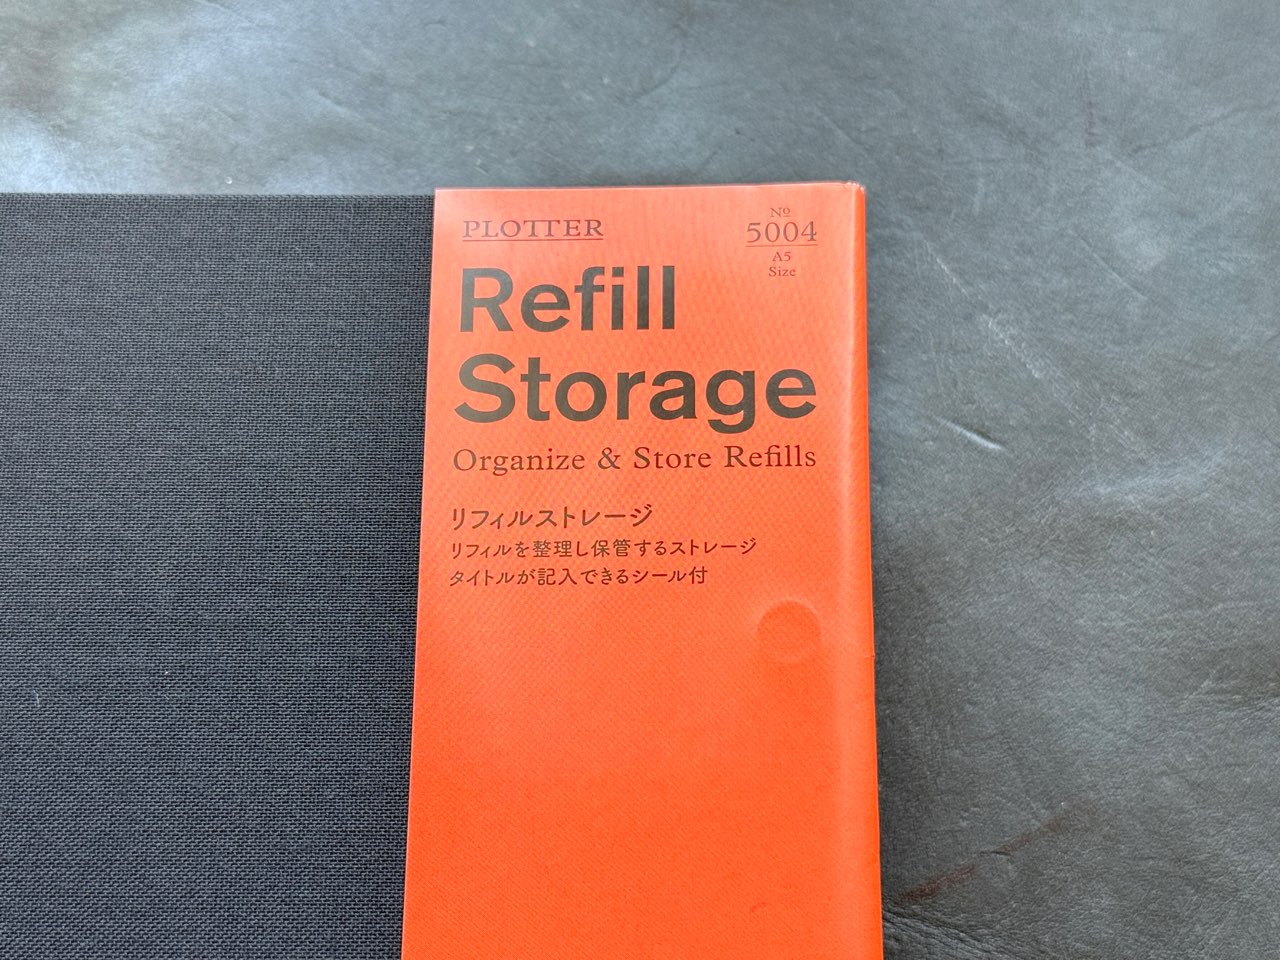 PLOTTER
Nº
5004
A5
Size
Refill
Storage
Organize & Store Refills
リフィルストレージ
リフィルを整理し保管するストレージ
タイトルが記入できるシール付